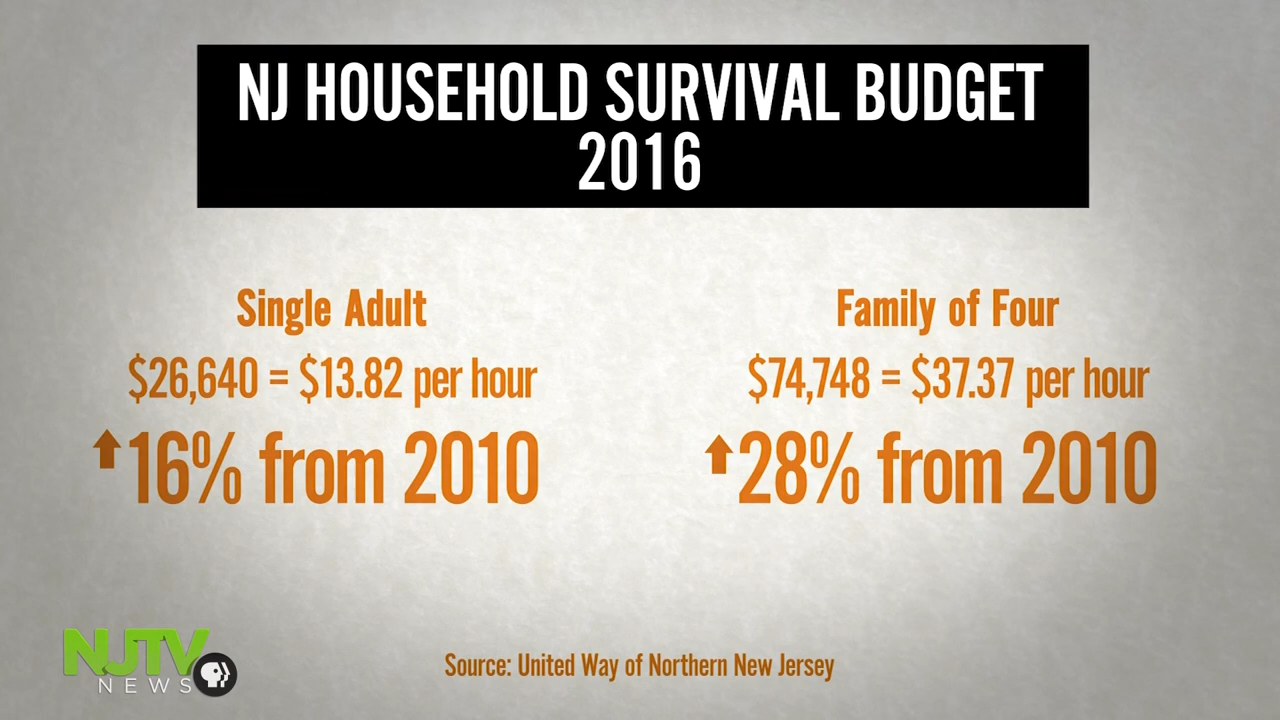 NJ HOUSEHOLD SURVIVAL BUDGET
2016
Single Adult
$26,640 = $13.82 per hour
16% from 2010
Family of Four
$74,748 = $37.37 per hour
28% from 2010
NJTV
NEWS
Source: United Way of Northern New Jersey